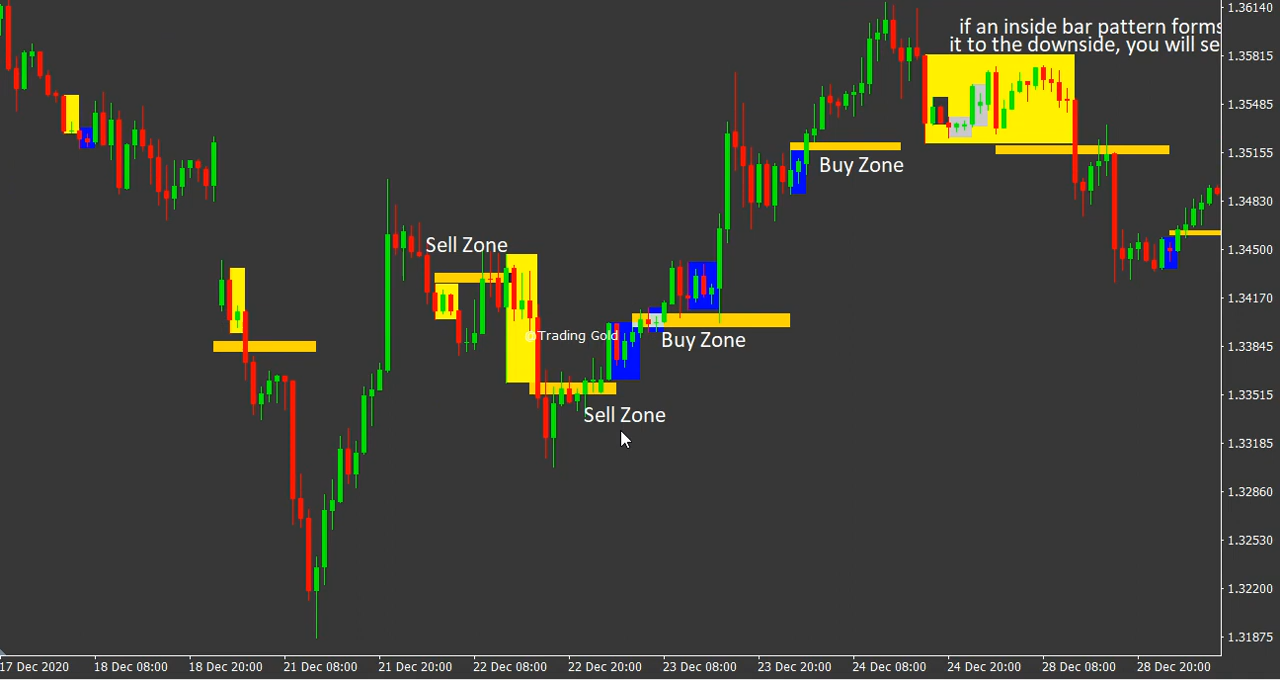 if an inside bar pattern forms
it to the downside, you will se
Buy Zone
Sell Zone
Trading Gold
Buy Zone
Sell Zone
1.36140
1.35815
1.35485
1.35155
1.34830
1.34500
1.34170
1.33845
1.33515
1.33185
1.32860
1.32530
1.32200
1.31875
17 Dec 2020
18 Dec 08:00
18 Dec 20:00
21 Dec 08:00
21 Dec 20:00
22 Dec 08:00
22 Dec 20:00
23 Dec 08:00
23 Dec 20:00
24 Dec 08:00
24 Dec 20:00
28 Dec 08:00
28 Dec 20:00